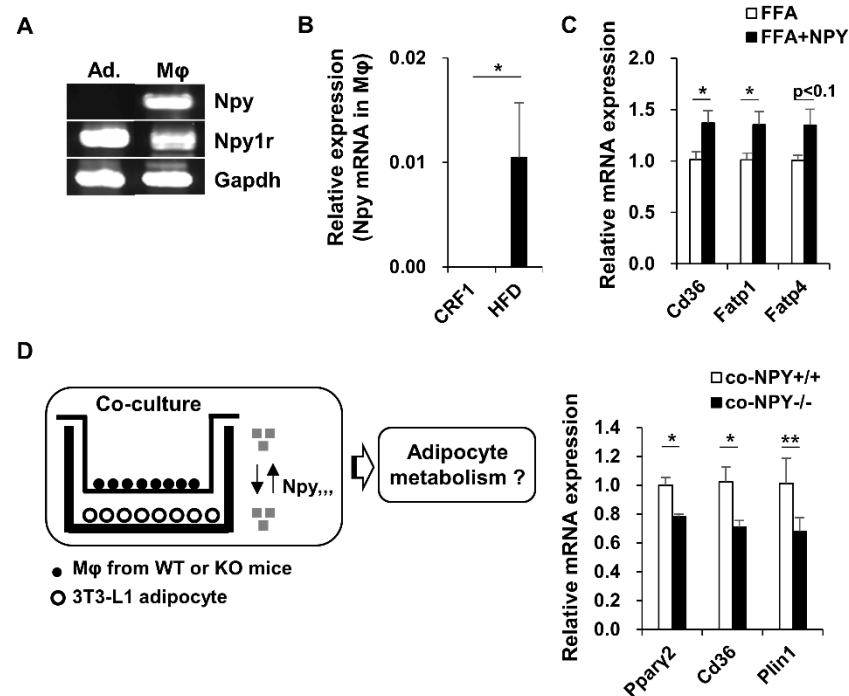 A
Ad. Mφ
Npy
Npy1r
Gapdh
B
Relative expression
(Npy mRNA in Mφ)
0.02
0.01
0.00
*
CRF1
HFD
C
FFA
FFA+NPY
Relative mRNA expression
2.0
1.5
1.0
0.5
0.0
* * p<0.1
Cd36
Fatp1
Fatp4
D
Co-culture
Npy,,,
Adipocyte
metabolism ?
Mφ from WT or KO mice
3T3-L1 adipocyte
co-NPY+/+
co-NPY-/-
Relative mRNA expression
1.4
1.2
1.0
0.8
0.6
0.4
0.2
0.0
* * **
Pparγ2
Cd36
Plin1